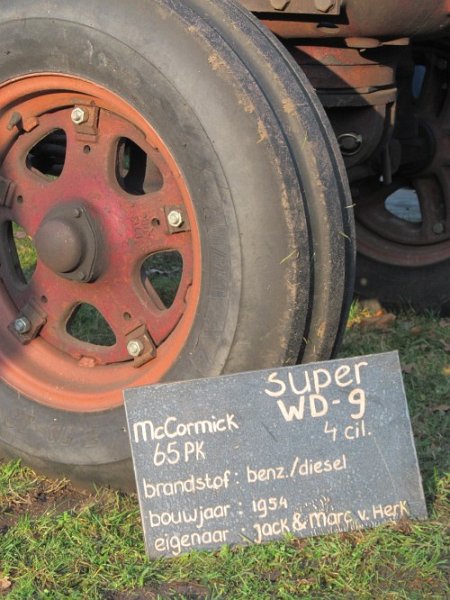 super
McCormick WD-9
65 PK 4 cil.
brandstof : benz./diesel
bouwjaar : 1954
eigenaar : Jack & Marc v. Herk